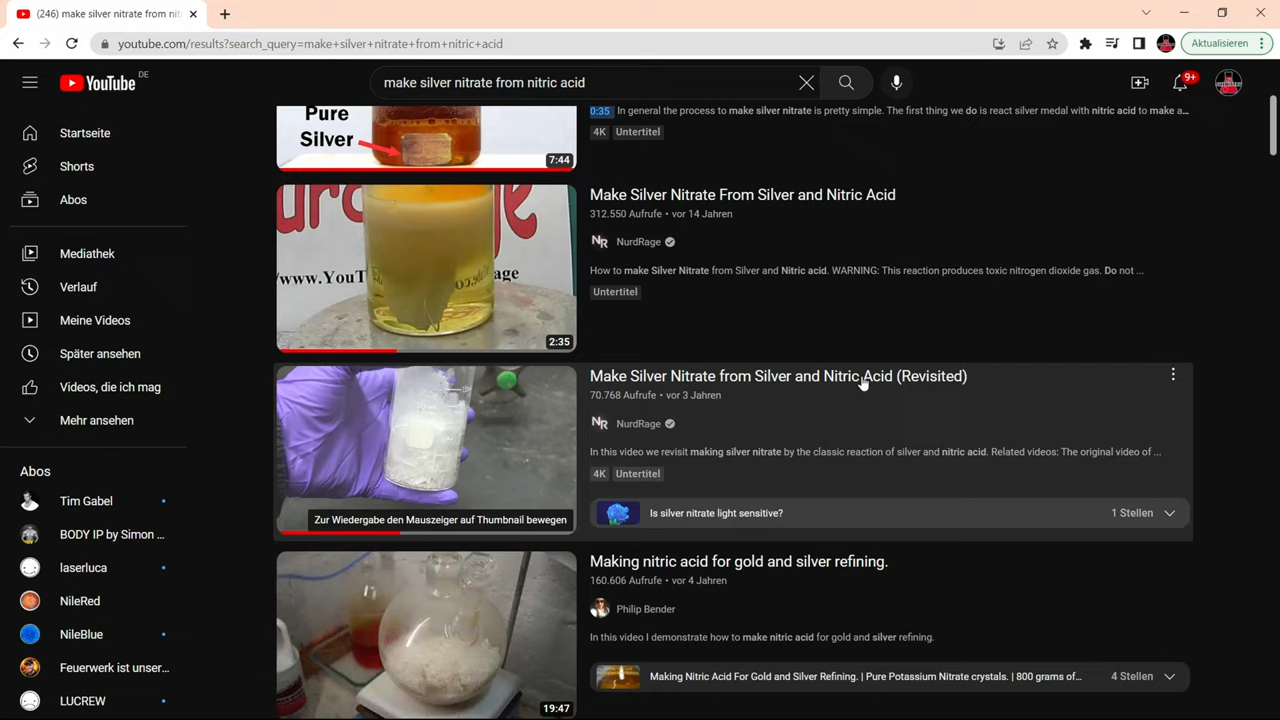 (246) make silver nitrate from nit
youtube.com/results?search_query=make+silver+nitrate+from+nitric+acid
Aktualisieren
YouTube DE
make silver nitrate from nitric acid
9+
Startseite
Shorts
Abos
Mediathek
Verlauf
Meine Videos
Später ansehen
Videos, die ich mag
Mehr ansehen
Abos
Tim Gabel
BODY IP by Simon ...
laserluca
NileRed
NileBlue
Feuerwerk ist unser...
LUCREW
Pure
Silver
7:44
0:35 In general the process to make silver nitrate is pretty simple. The first thing we do is react silver medal with nitric acid to make a...
4K Untertitel
www.YouT
2:35
Make Silver Nitrate From Silver and Nitric Acid
312.550 Aufrufe • vor 14 Jahren
NR NurdRage
How to make Silver Nitrate from Silver and Nitric acid. WARNING: This reaction produces toxic nitrogen dioxide gas. Do not ...
Untertitel
Zur Wiedergabe den Mauszeiger auf Thumbnail bewegen
Make Silver Nitrate from Silver and Nitric Acid (Revisited)
70.768 Aufrufe • vor 3 Jahren
NR NurdRage
In this video we revisit making silver nitrate by the classic reaction of silver and nitric acid. Related videos: The original video of ...
4K Untertitel
Is silver nitrate light sensitive? 1 Stellen
19:47
Making nitric acid for gold and silver refining.
160.606 Aufrufe • vor 4 Jahren
Philip Bender
In this video I demonstrate how to make nitric acid for gold and silver refining.
Making Nitric Acid For Gold and Silver Refining. | Pure Potassium Nitrate crystals. | 800 grams of... 4 Stellen